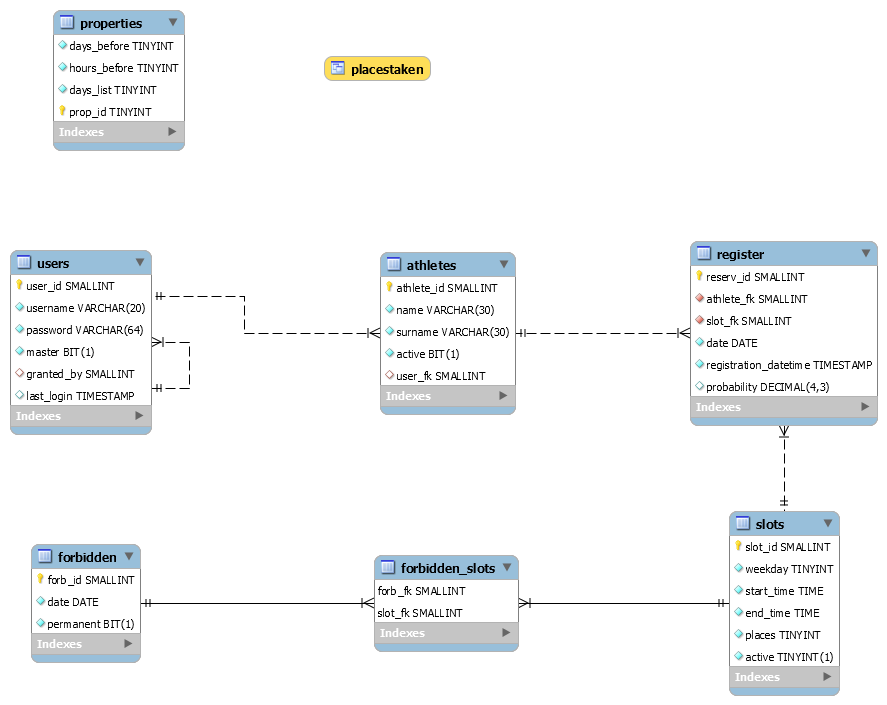 properties
days_before TINYINT
hours_before TINYINT
days_list TINYINT
prop_id TINYINT
Indexes
placestaken
users
user_id SMALLINT
username VARCHAR(20)
password VARCHAR(64)
master BIT(1)
granted_by SMALLINT
last_login TIMESTAMP
Indexes
athletes
athlete_id SMALLINT
name VARCHAR(30)
surname VARCHAR(30)
active BIT(1)
user_fk SMALLINT
Indexes
register
reserv_id SMALLINT
athlete_fk SMALLINT
slot_fk SMALLINT
date DATE
registration_datetime TIMESTAMP
probability DECIMAL(4,3)
Indexes
forbidden
forb_id SMALLINT
date DATE
permanent BIT(1)
Indexes
forbidden_slots
forb_fk SMALLINT
slot_fk SMALLINT
Indexes
slots
slot_id SMALLINT
weekday TINYINT
start_time TIME
end_time TIME
places TINYINT
active TINYINT(1)
Indexes